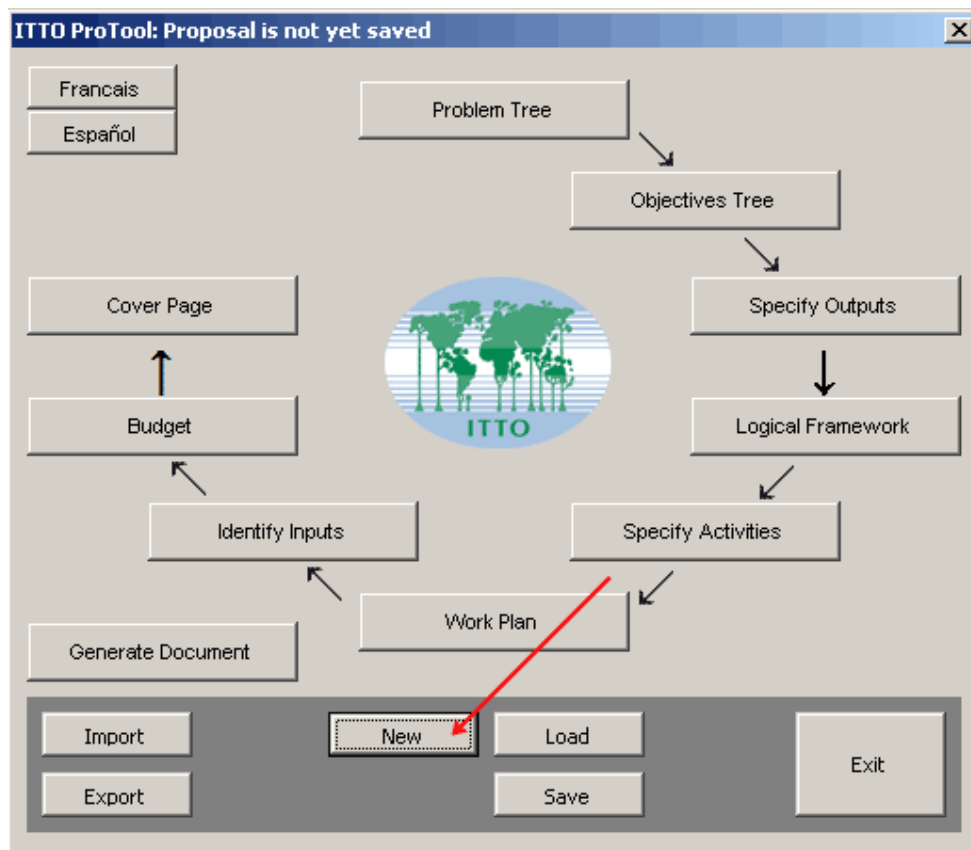 ITTO ProTool: Proposal is not yet saved
Francais
Español
Problem Tree
Objectives Tree
Cover Page
Specify Outputs
ITTO
Budget
Logical Framework
Identify Inputs
Specify Activities
Work Plan
Generate Document
Import
New
Load
Exit
Export
Save